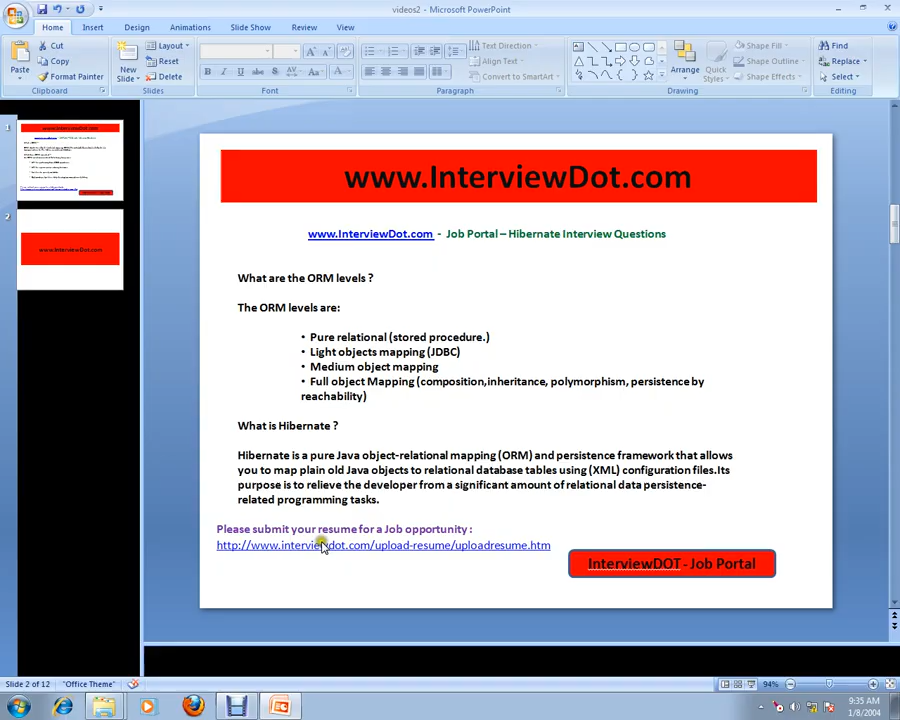 videos2 - Microsoft PowerPoint
Home Insert Design Animations Slide Show Review View
Paste
Cut
Copy
Format Painter
Clipboard
New
Slide
Layout
Reset
Delete
Slides
B I U abe S AV Aa A
Font
Text Direction
Align Text
Convert to SmartArt
Paragraph
Arrange
Quick
Styles
Shape Fill
Shape Outline
Shape Effects
Drawing
Find
Replace
Select
Editing
1
2
www.InterviewDot.com
www.InterviewDot.com
www.InterviewDot.com - Job Portal – Hibernate Interview Questions
What are the ORM levels ?
The ORM levels are:
• Pure relational (stored procedure.)
• Light objects mapping (JDBC)
• Medium object mapping
• Full object Mapping (composition,inheritance, polymorphism, persistence by
reachability)
What is Hibernate ?
Hibernate is a pure Java object-relational mapping (ORM) and persistence framework that allows
you to map plain old Java objects to relational database tables using (XML) configuration files.Its
purpose is to relieve the developer from a significant amount of relational data persistence-
related programming tasks.
Please submit your resume for a Job opportunity :
http://www.interviewdot.com/upload-resume/uploadresume.htm
InterviewDOT - Job Portal
Slide 2 of 12 "Office Theme" 94%
9:35 AM
1/8/2004